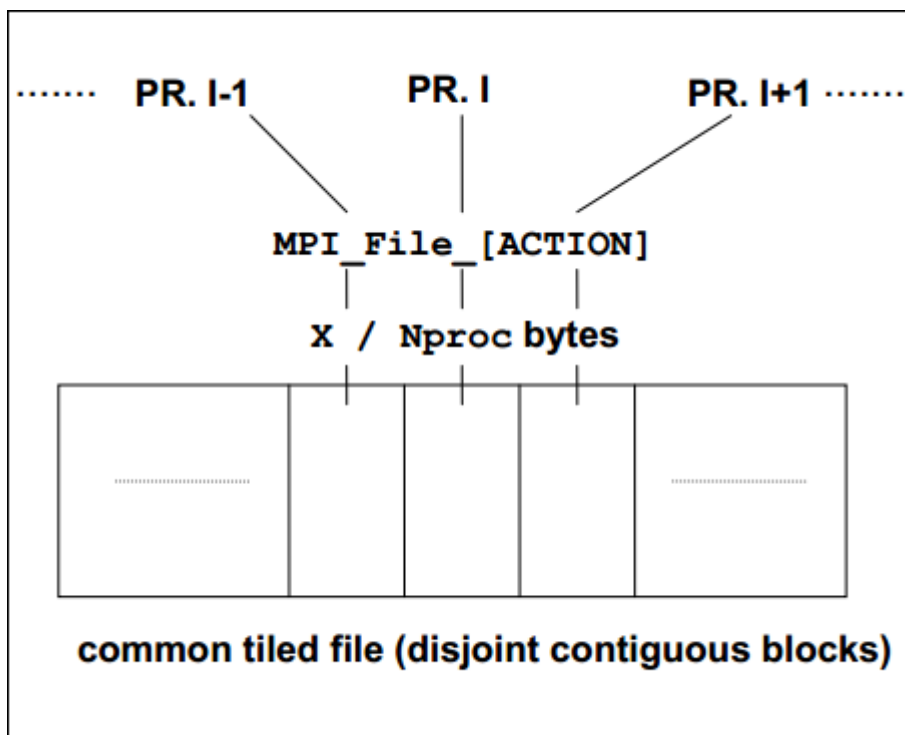 ....... PR. I-1 PR. I PR. I+1 .......
MPI_File_[ACTION]
X / Nproc bytes
common tiled file (disjoint contiguous blocks)